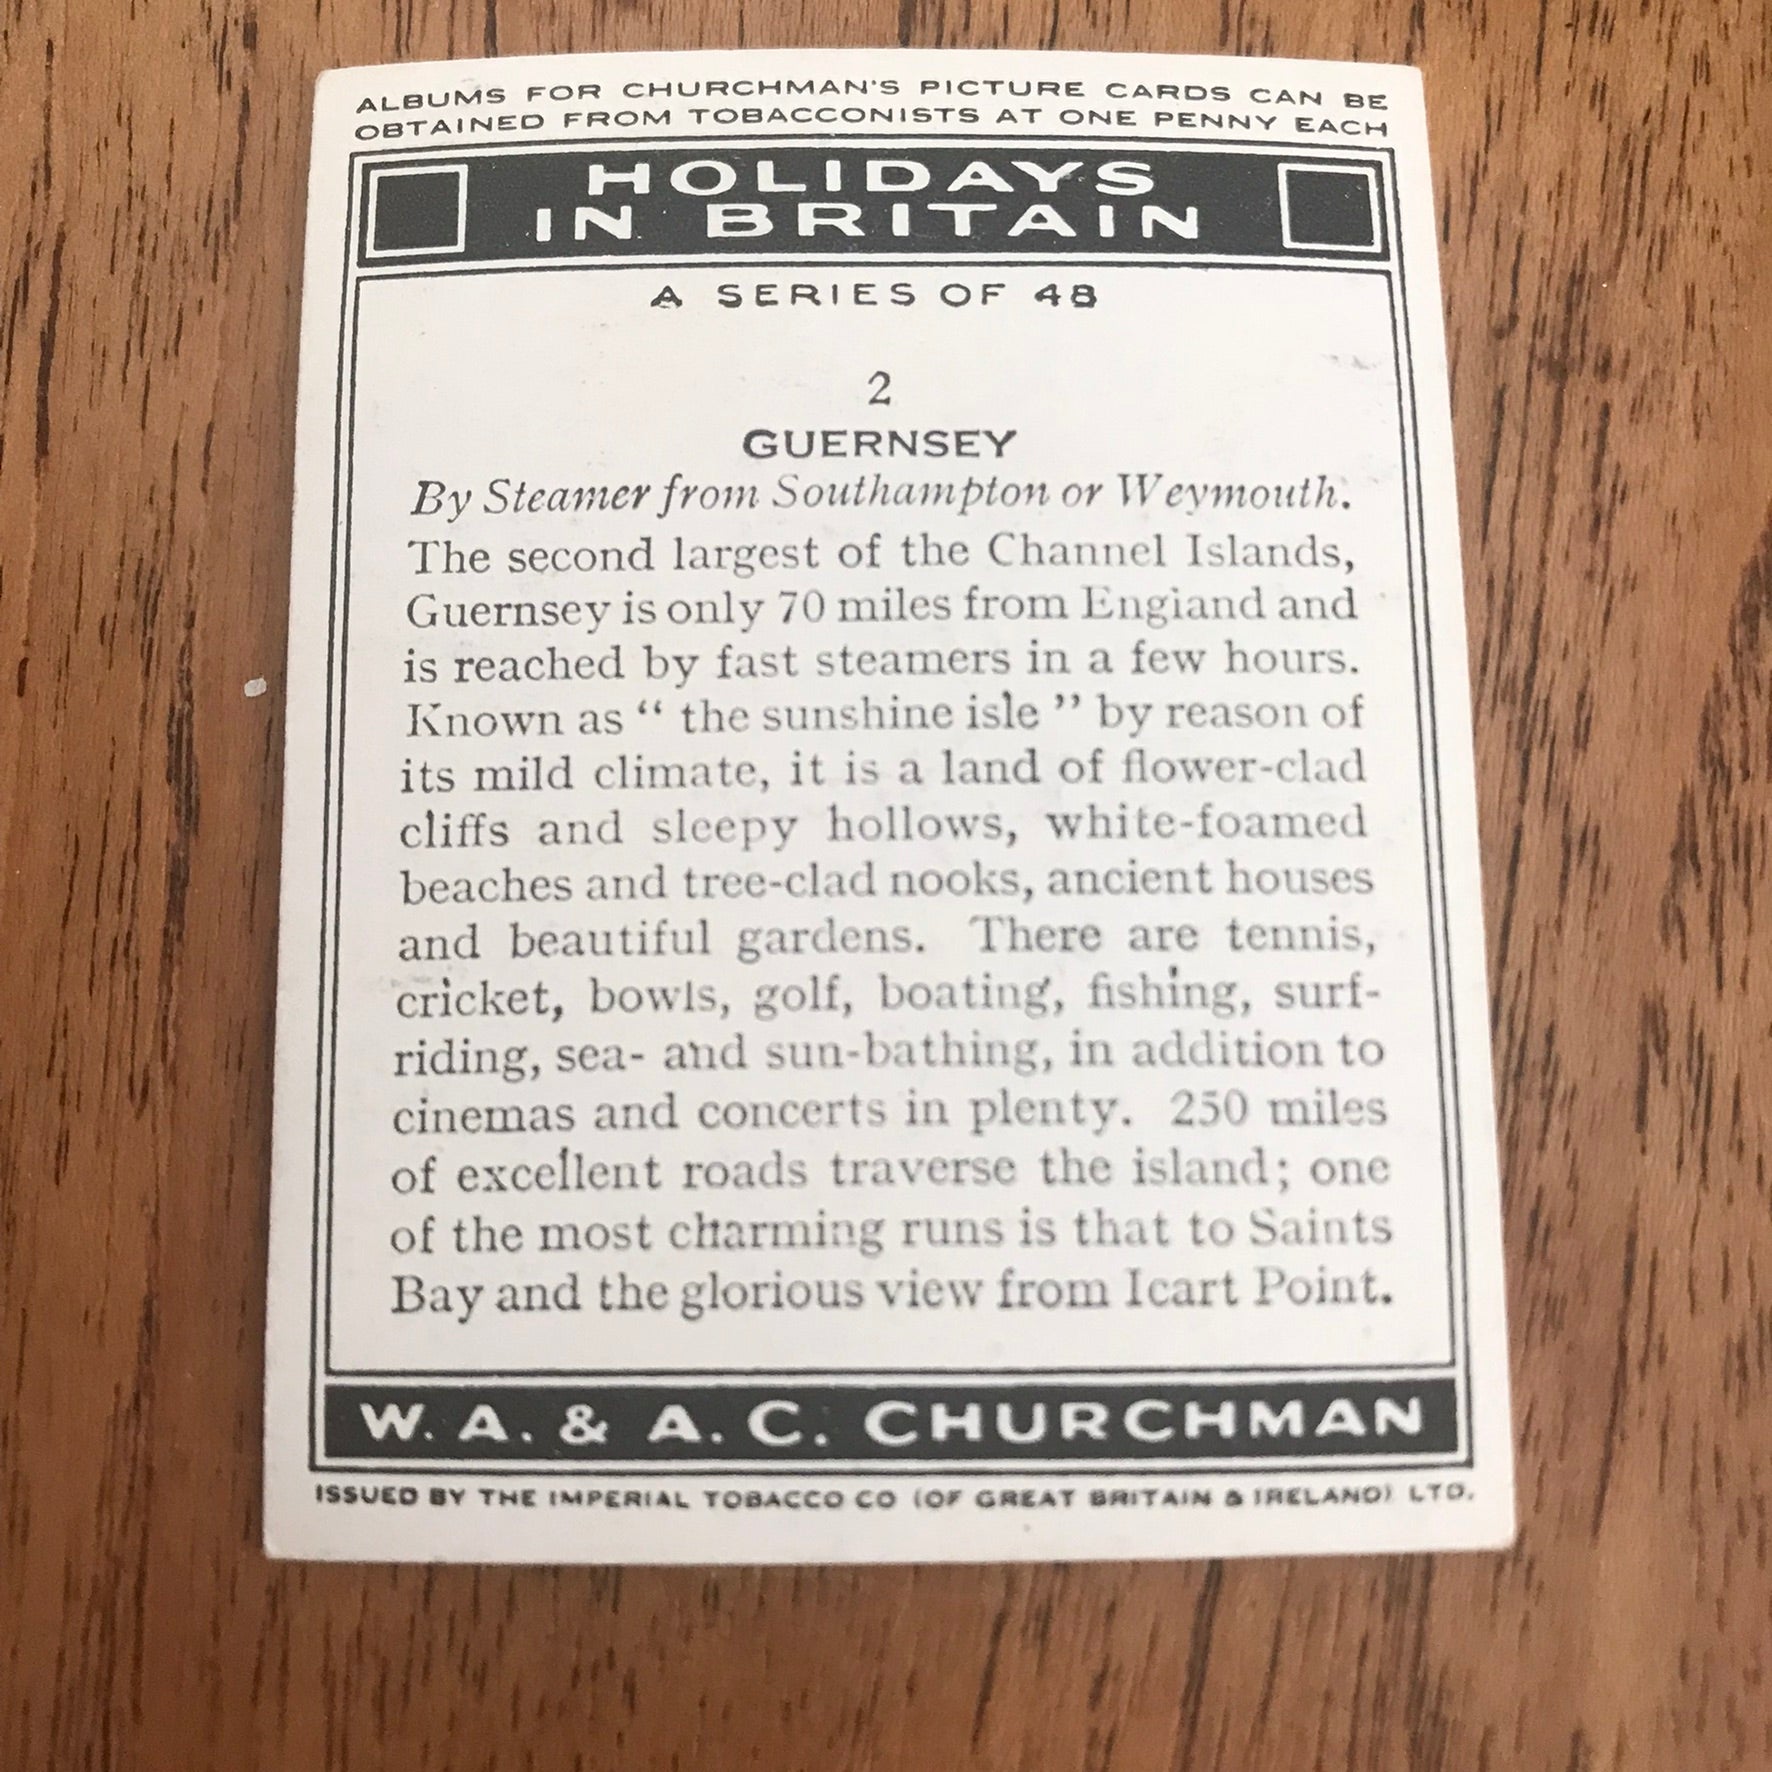 ALBUMS FOR CHURCHMAN'S PICTURE CARDS CAN BE
OBTAINED FROM TOBACCONISTS AT ONE PENNY EACH
HOLIDAYS
IN BRITAIN
A SERIES OF 48
2
GUERNSEY
By Steamer from Southampton or Weymouth.
The second largest of the Channel Islands,
Guernsey is only 70 miles from England and
is reached by fast steamers in a few hours.
Known as “ the sunshine isle ” by reason of
its mild climate, it is a land of flower-clad
cliffs and sleepy hollows, white-foamed
beaches and tree-clad nooks, ancient houses
and beautiful gardens. There are tennis,
cricket, bowls, golf, boating, fishing, surf-
riding, sea- and sun-bathing, in addition to
cinemas and concerts in plenty. 250 miles
of excellent roads traverse the island; one
of the most charming runs is that to Saints
Bay and the glorious view from Icart Point.
W. A. & A. C. CHURCHMAN
ISSUED BY THE IMPERIAL TOBACCO CO (OF GREAT BRITAIN & IRELAND) LTD.